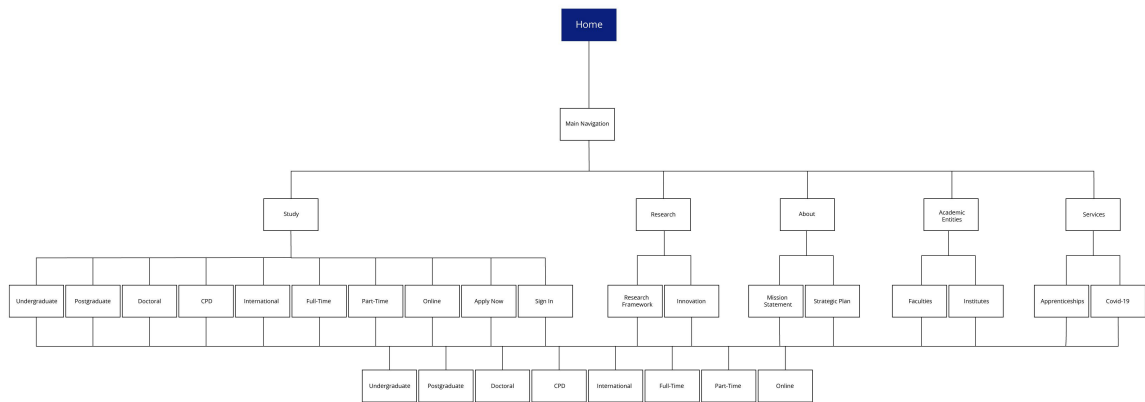 Home
Main Navigation
Study
Research
About
Academic
Entities
Services
Undergraduate
Postgraduate
Doctoral
CPD
International
Full-Time
Part-Time
Online
Apply Now
Sign In
Research
Framework
Innovation
Mission
Statement
Strategic Plan
Faculties
Institutes
Apprenticeships
Covid-19
Undergraduate
Postgraduate
Doctoral
CPD
International
Full-Time
Part-Time
Online